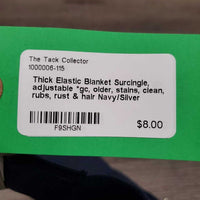 The Tack Collector
1000006-115
Thick Elastic Blanket Surcingle,
adjustable *gc, older, stains, clean,
rubs, rust & hair Navy/Silver
F9SHGN
$8.00